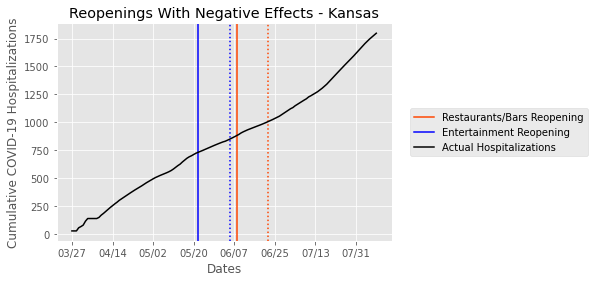 Reopenings With Negative Effects - Kansas
Cumulative COVID-19 Hospitalizations
1750
1500
1250
1000
750
500
250
0
03/27 04/14 05/02 05/20 06/07 06/25 07/13 07/31
Dates
Restaurants/Bars Reopening
Entertainment Reopening
Actual Hospitalizations